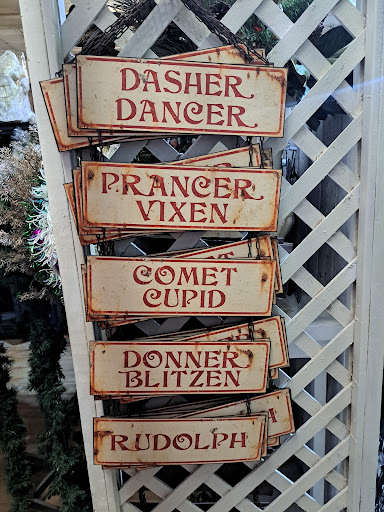 DASHER
DANCER
PRANCER
VIXEN
COMET
CUPID
DONNER
BLITZEN
RUDOLPH